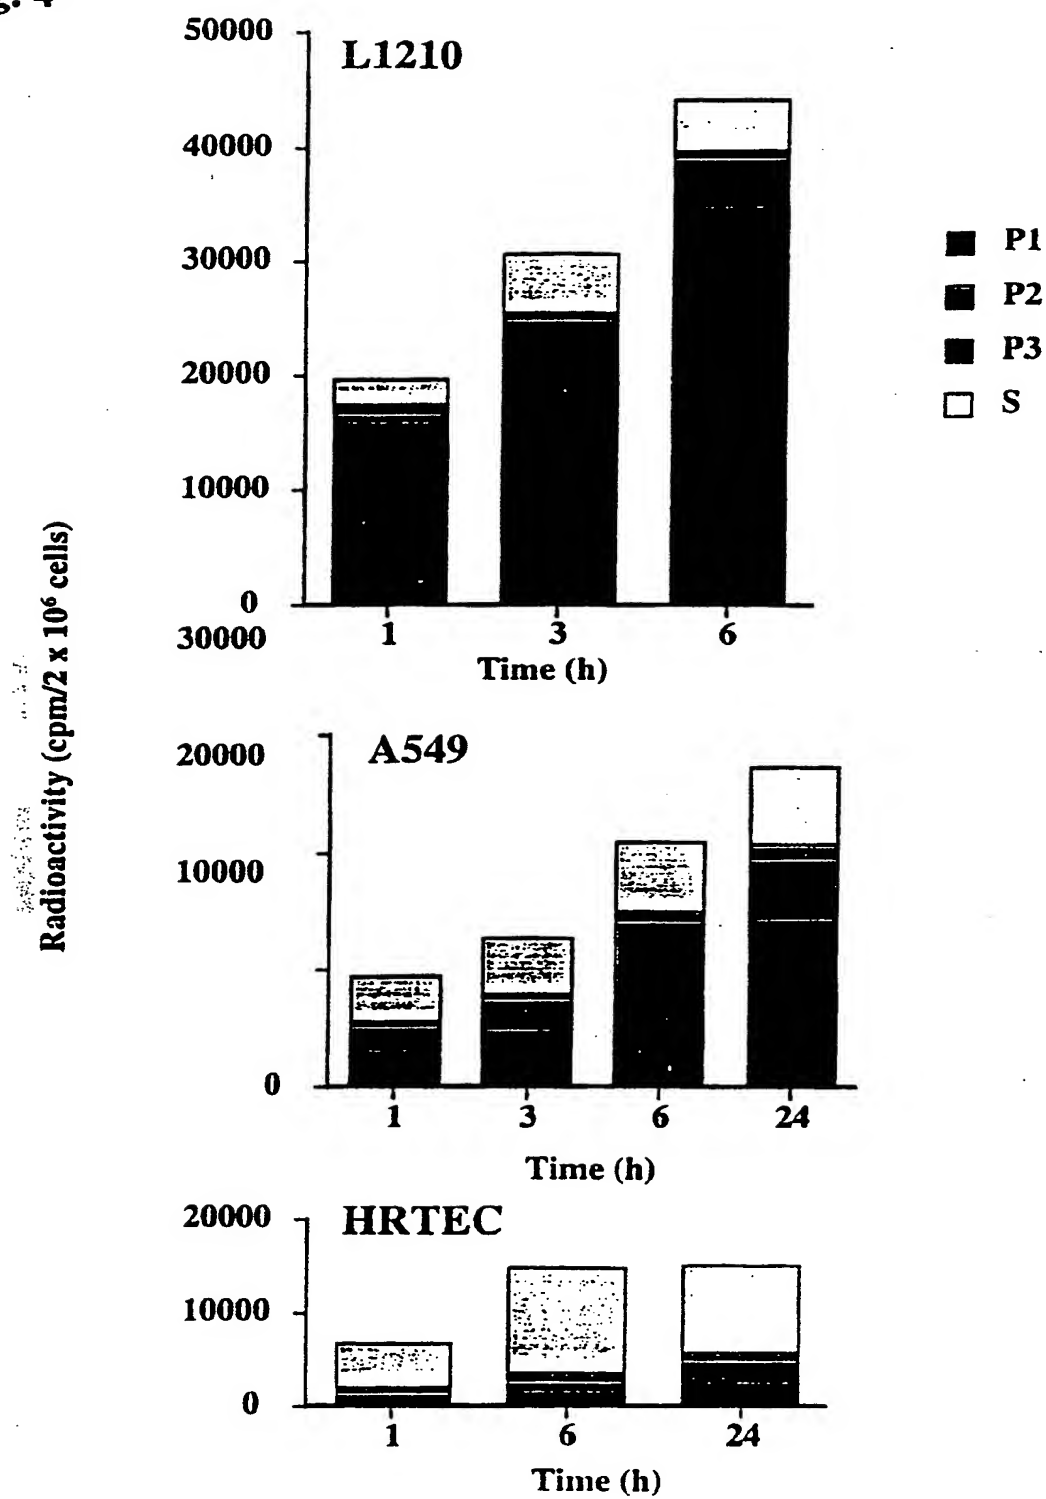 50000
L1210
40000
30000
20000
10000
0
1 3 6
Time (h)
P1
P2
P3
S
Radioactivity (cpm/2 x 10⁶ cells)
30000
A549
20000
10000
0
1 3 6 24
Time (h)
20000
HRTEC
10000
0
1 6 24
Time (h)